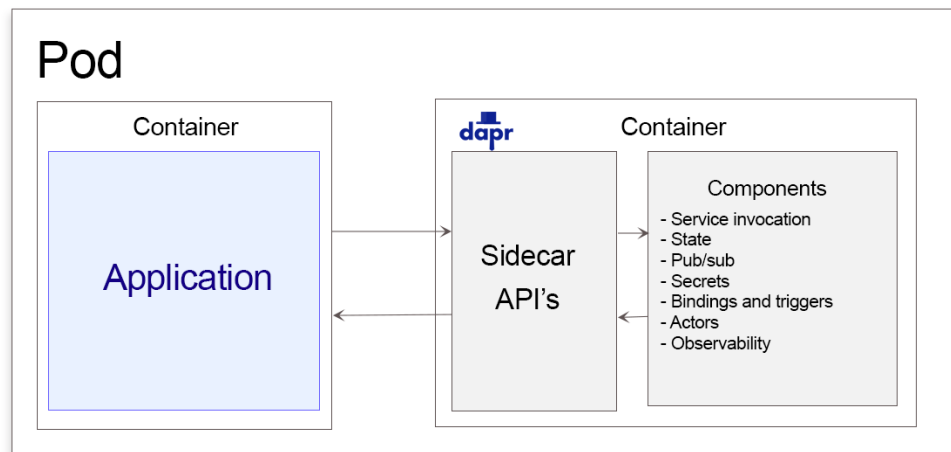 Pod
Container
Application
dapr
Container
Sidecar
API's
Components
- Service invocation
- State
- Pub/sub
- Secrets
- Bindings and triggers
- Actors
- Observability